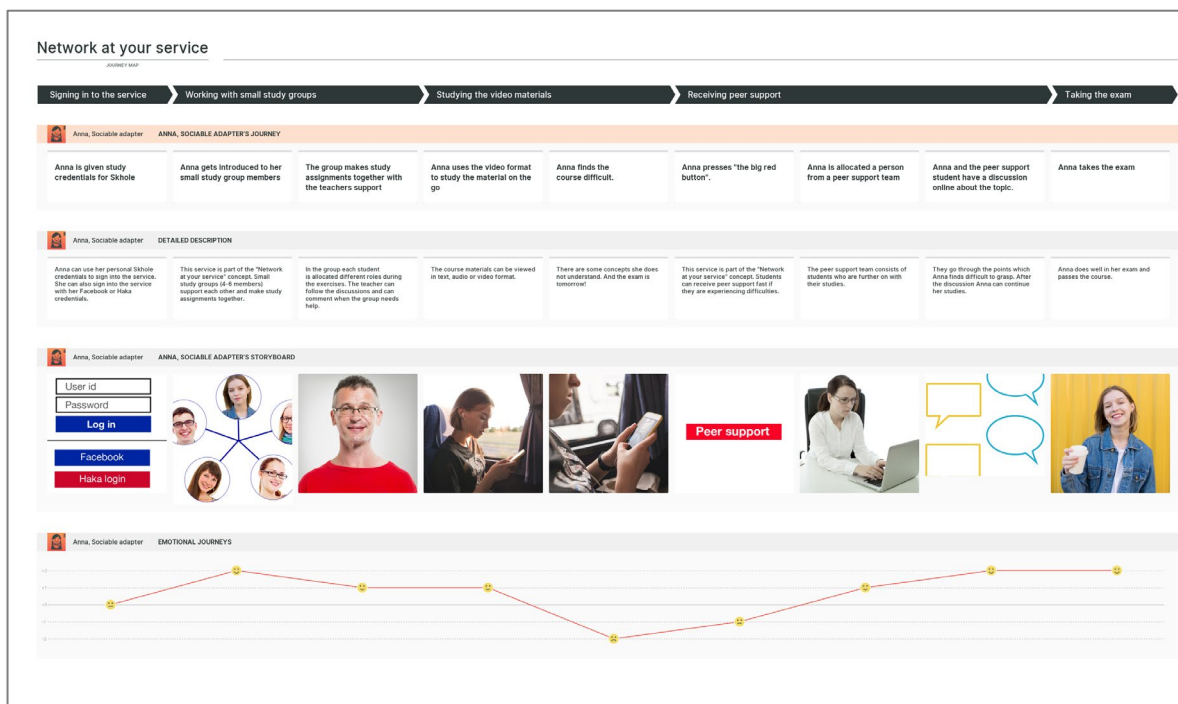 Network at your service
JOURNEY MAP
Signing in to the service
Working with small study groups
Studying the video materials
Receiving peer support
Taking the exam
Anna, Sociable adapter
ANNA, SOCIABLE ADAPTER'S JOURNEY
Anna is given study
credentials for Skhole
Anna gets introduced to her
small study group members
The group makes study
assignments together with
the teachers support
Anna uses the video format
to study the material on the
go
Anna finds the
course difficult.
Anna presses "the big red
button".
Anna is allocated a person
from a peer support team
Anna and the peer support
student have a discussion
online about the topic.
Anna takes the exam
Anna, Sociable adapter
DETAILED DESCRIPTION
Anna can use her personal Skhole
credentials to sign into the service.
She can also sign into the service
with her Facebook or Haka
credentials.
This service is part of the "Network
at your service" concept. Small
study groups (4-6 members)
support each other and make study
assignments together.
In the group each student
is allocated different roles during
the exercises. The teacher can
follow the discussions and can
comment when the group needs
help.
The course materials can be viewed
in text, audio or video format.
There are some concepts she does
not understand. And the exam is
tomorrow!
This service is part of the "Network
at your service" concept. Students
can receive peer support fast if
they are experiencing difficulties.
The peer support team consists of
students who are further on with
their studies.
They go through the points which
Anna finds difficult to grasp. After
the discussion Anna can continue
her studies.
Anna does well in her exam and
passes the course.
Anna, Sociable adapter
ANNA, SOCIABLE ADAPTER'S STORYBOARD
User id
Password
Log in
Facebook
Haka login
Peer support
Anna, Sociable adapter
EMOTIONAL JOURNEYS